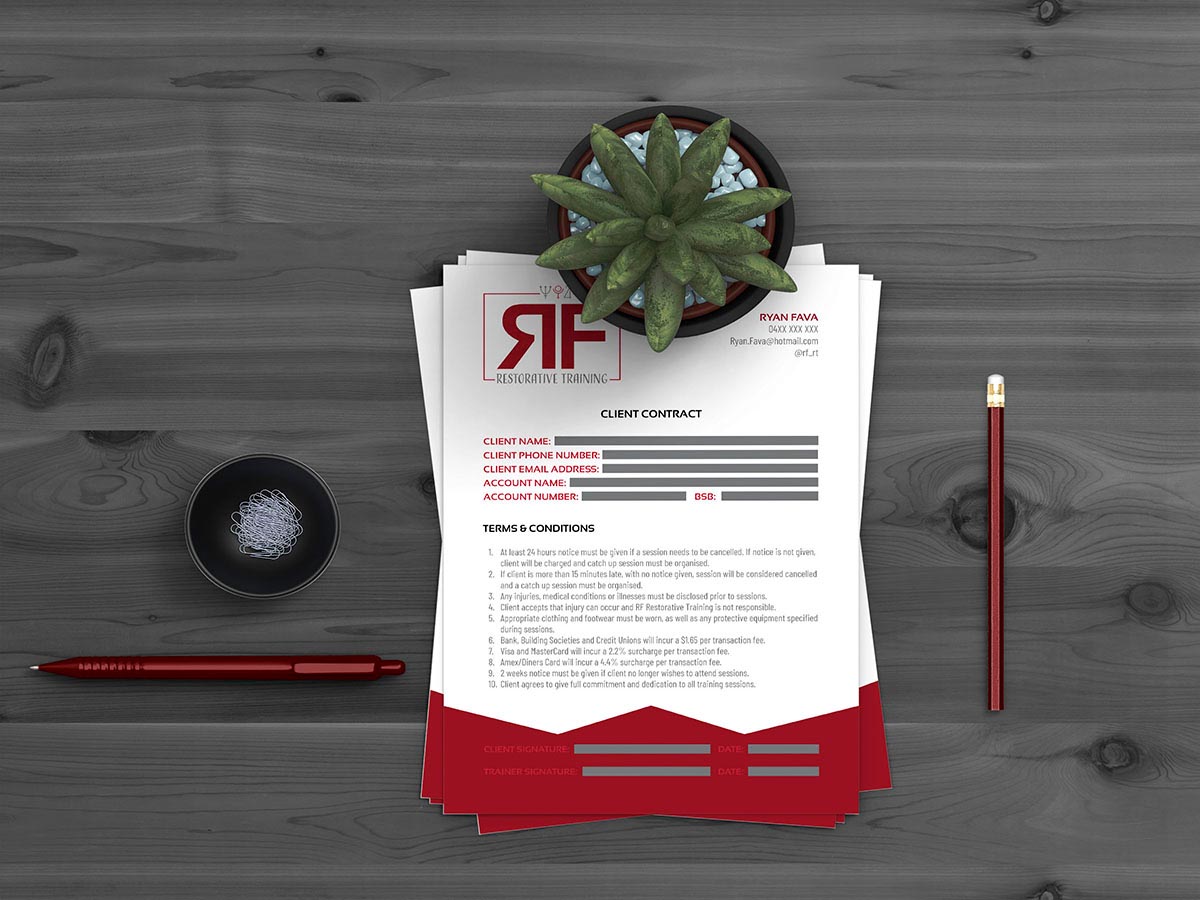 RF
RESTORATIVE TRAINING
RYAN FAVA
04XX XXX XXX
Ryan.Fava@hotmail.com
@rf_rt
CLIENT CONTRACT
CLIENT NAME:
CLIENT PHONE NUMBER:
CLIENT EMAIL ADDRESS:
ACCOUNT NAME:
ACCOUNT NUMBER: BSB:
TERMS & CONDITIONS
1. At least 24 hours notice must be given if a session needs to be cancelled. If notice is not given,
client will be charged and catch up session must be organised.
2. If client is more than 15 minutes late, with no notice given, session will be considered cancelled
and a catch up session must be organised.
3. Any injuries, medical conditions or illnesses must be disclosed prior to sessions.
4. Client accepts that injury can occur and RF Restorative Training is not responsible.
5. Appropriate clothing and footwear must be worn, as well as any protective equipment specified
during sessions.
6. Bank, Building Societies and Credit Unions will incur a $1.65 per transaction fee.
7. Visa and MasterCard will incur a 2.2% surcharge per transaction fee.
8. Amex/Diners Card will incur a 4.4% surcharge per transaction fee.
9. 2 weeks notice must be given if client no longer wishes to attend sessions.
10. Client agrees to give full commitment and dedication to all training sessions.
CLIENT SIGNATURE: DATE:
TRAINER SIGNATURE: DATE: